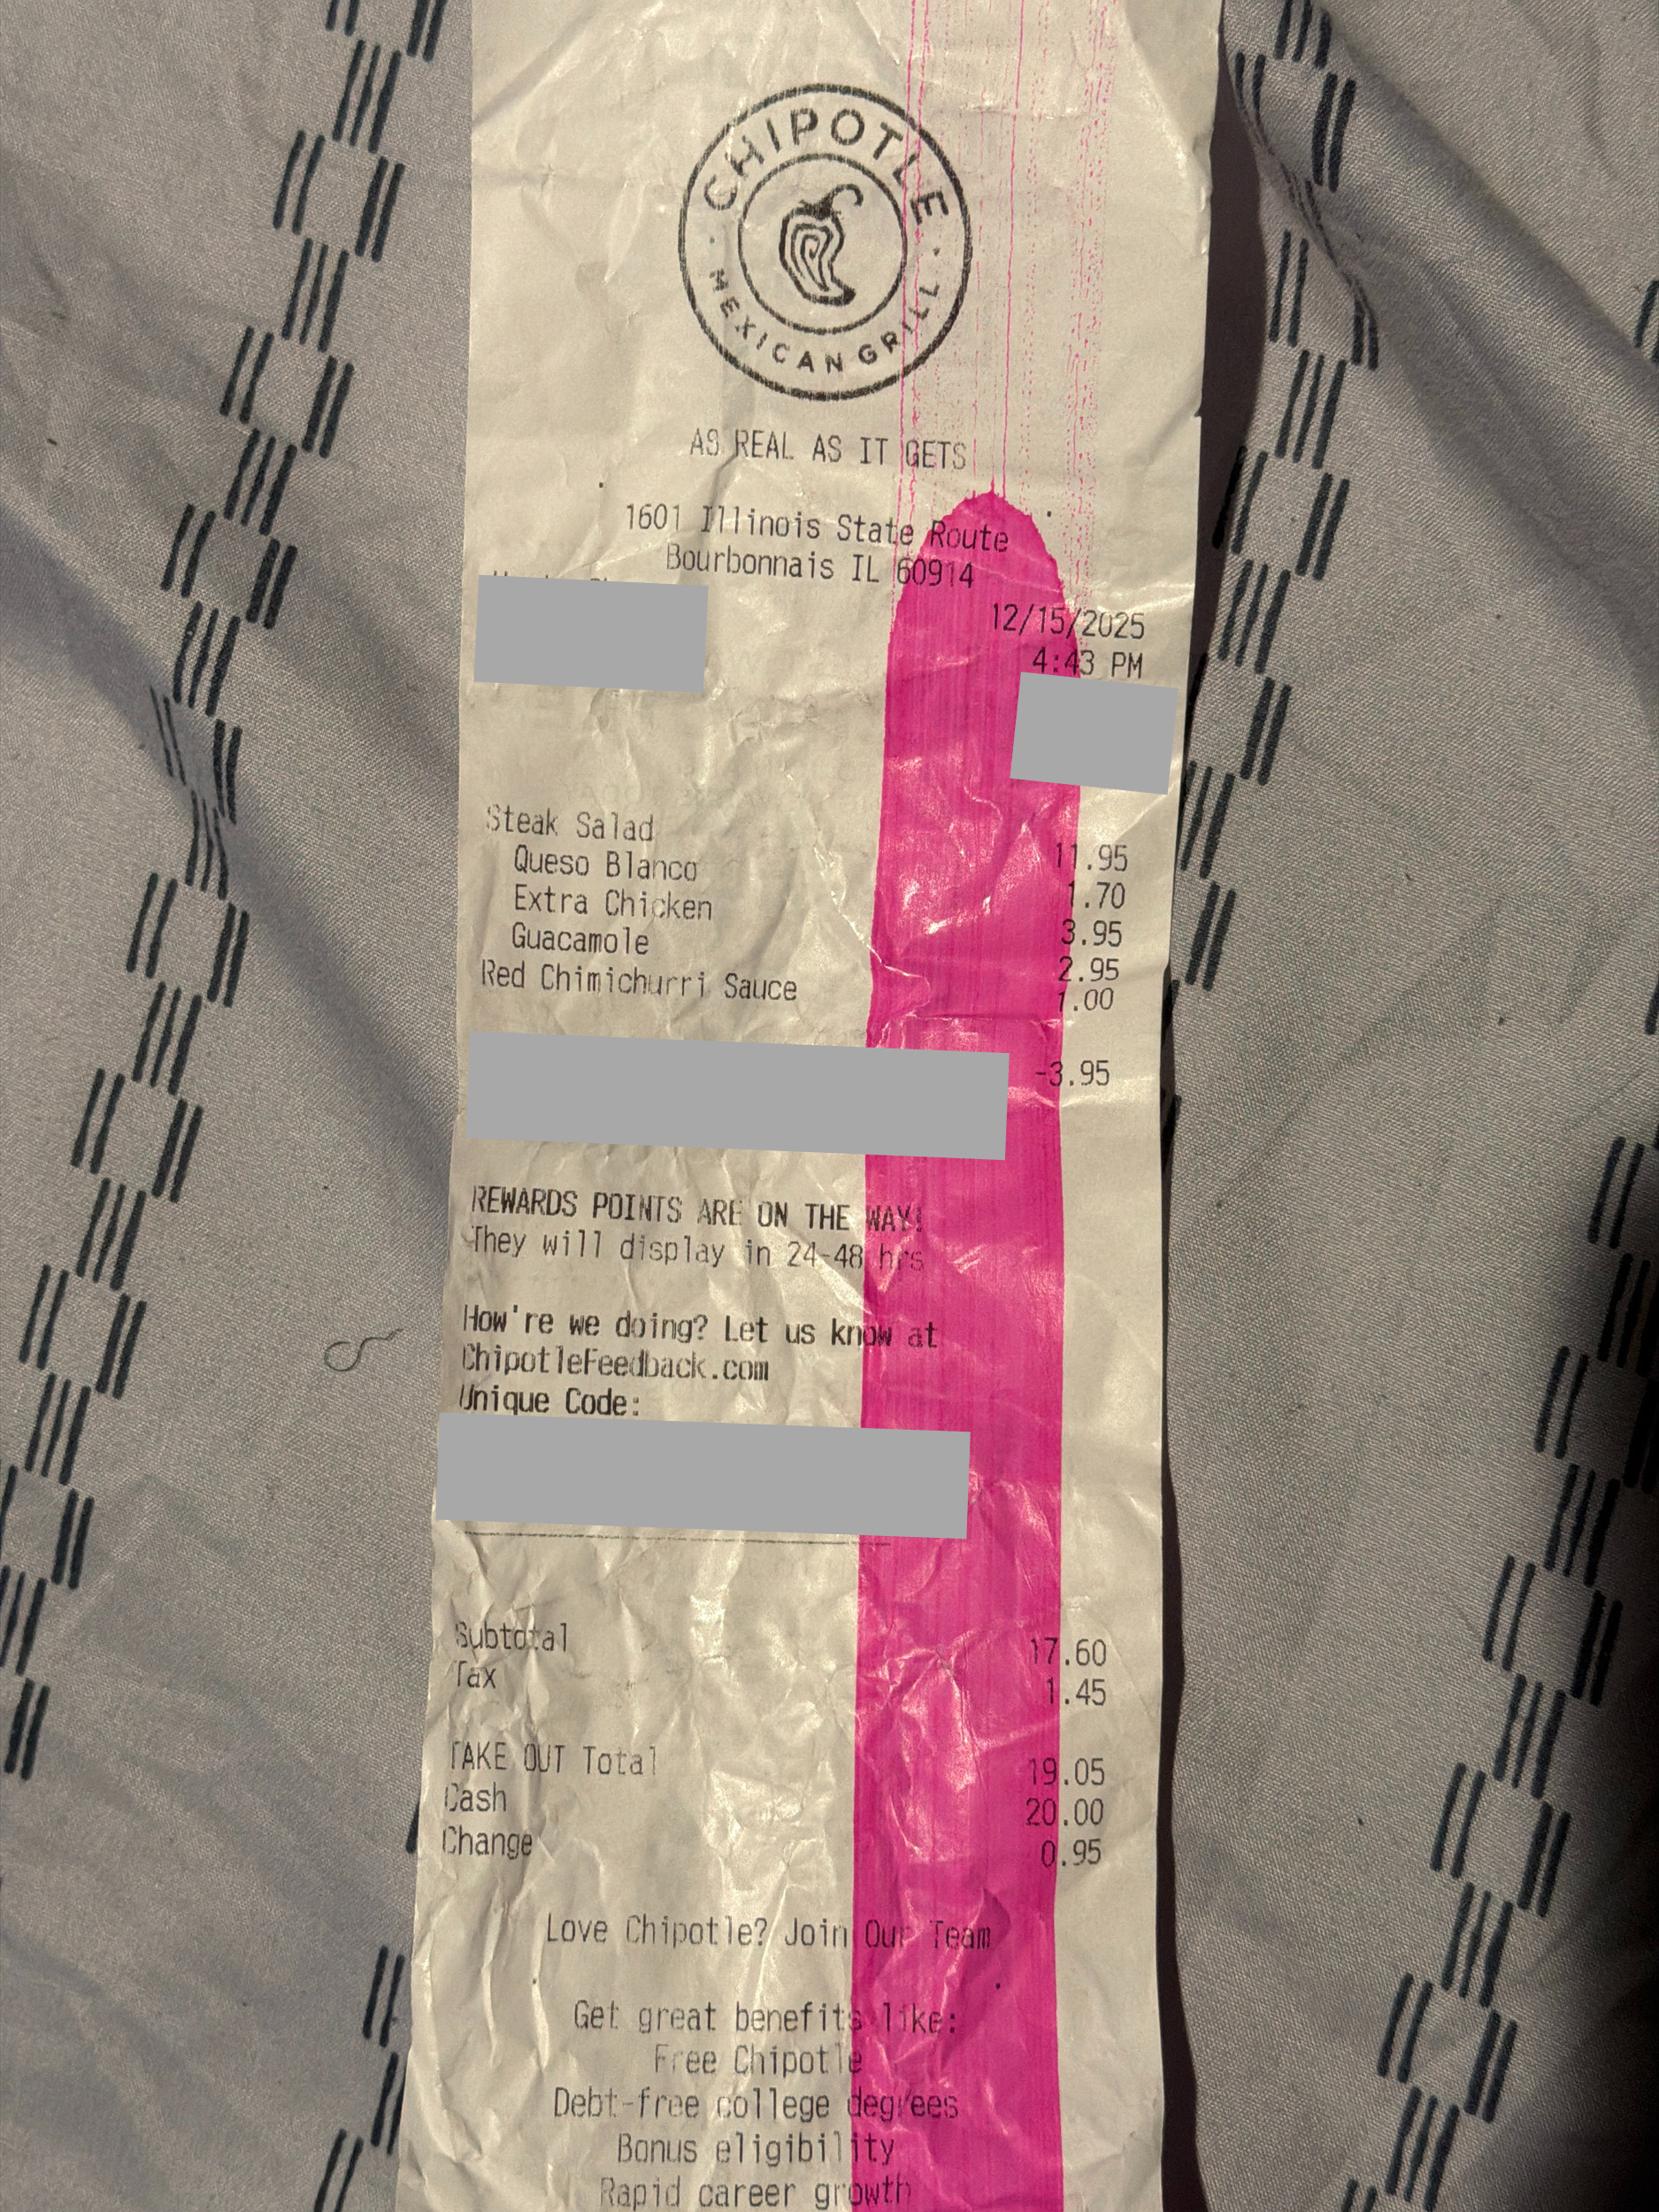 CHIPOTLE
MEXICAN GRILL
AS REAL AS IT GETS
1601 Illinois State Route
Bourbonnais IL 60914
12/15/2025
4:43 PM
Steak Salad 11.95
Queso Blanco 1.70
Extra Chicken 3.95
Guacamole 2.95
Red Chimichurri Sauce 1.00
-3.95
REWARDS POINTS ARE ON THE WAY!
They will display in 24-48 hrs
How're we doing? Let us know at
ChipotleFeedback.com
Unique Code:
Subtotal 17.60
Tax 1.45
TAKE OUT Total 19.05
Cash 20.00
Change 0.95
Love Chipotle? Join Our Team
Get great benefits like:
Free Chipotle
Debt-free college degrees
Bonus eligibility
Rapid career growth